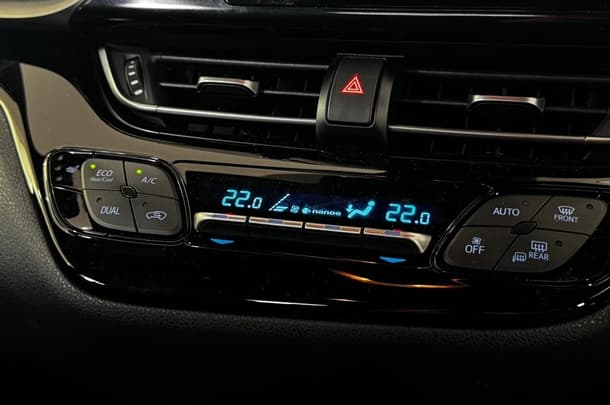 ECO
Heat/Cool
A/C
DUAL
22.0
nanoe
22.0
AUTO
FRONT
OFF
REAR